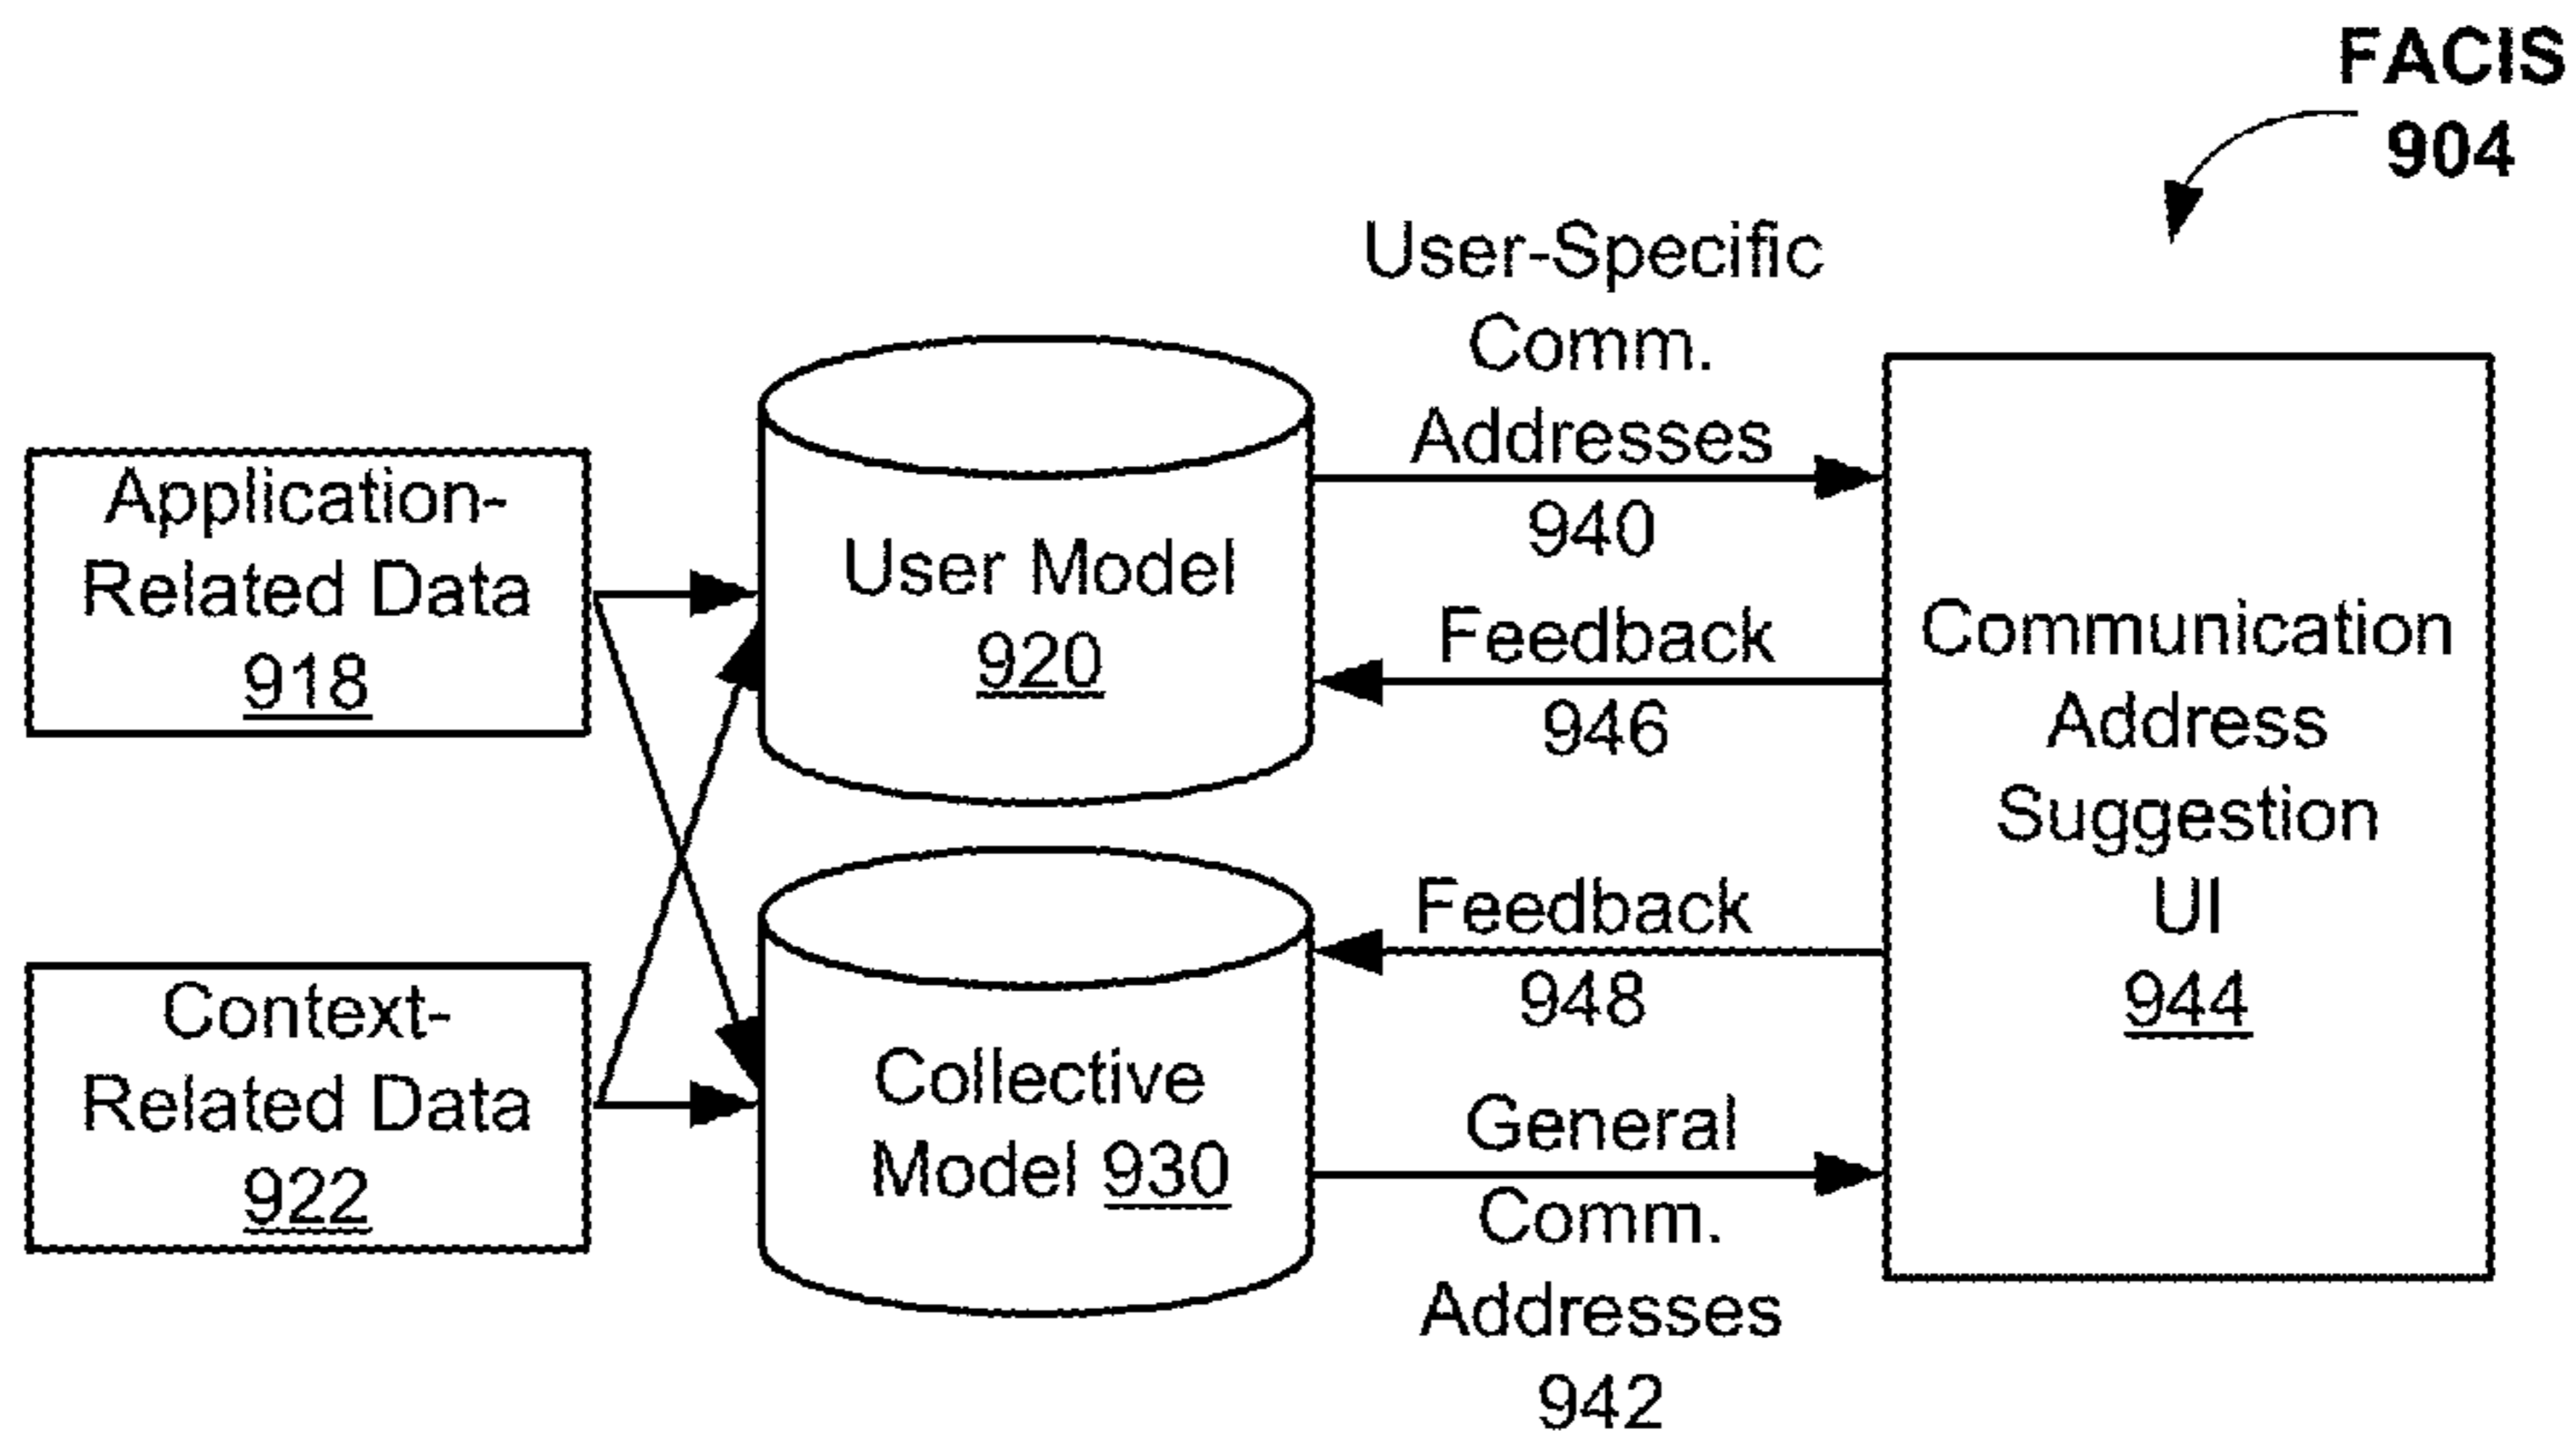 FACIS
904
User-Specific
Comm.
Addresses
940
Application-
Related Data
918
User Model
920
Feedback
946
Communication
Address
Suggestion
UI
944
Feedback
948
Context-
Related Data
922
Collective
Model 930
General
Comm.
Addresses
942